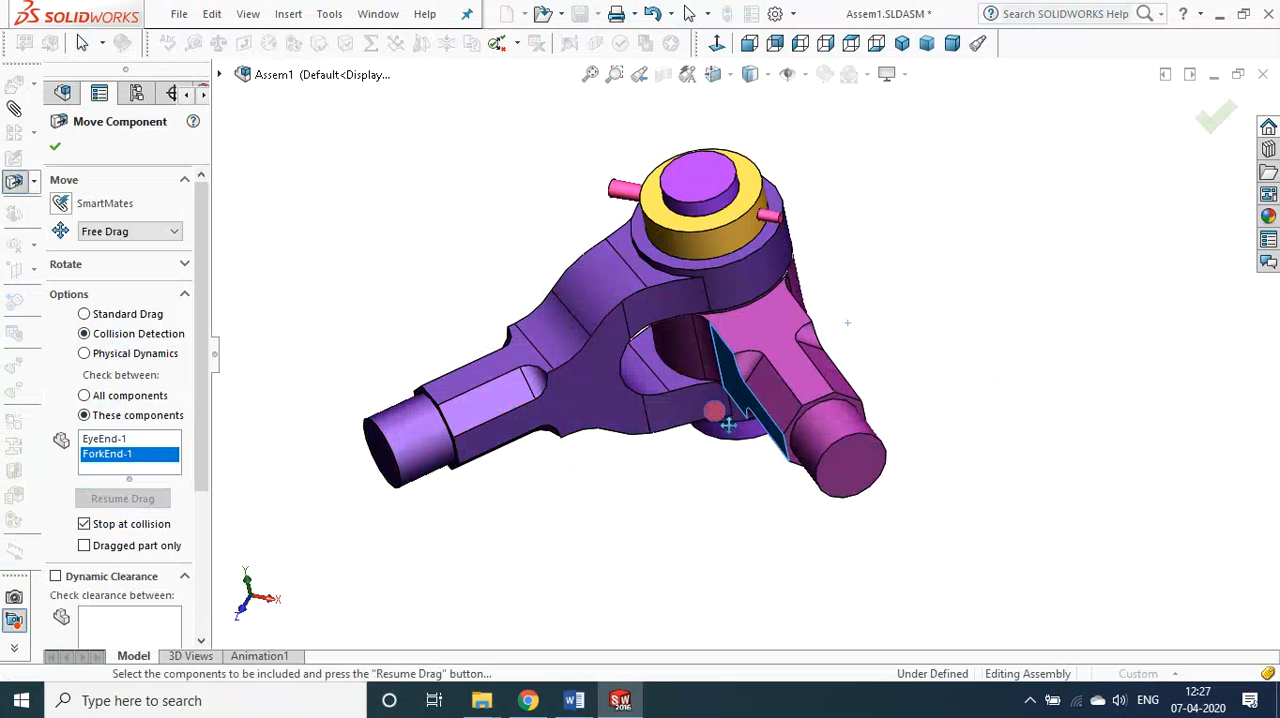 SOLIDWORKS File Edit View Insert Tools Window Help Assem1.SLDASM * Search SOLIDWORKS Help ?
Assem1 (Default<Display...
Move Component
?
Move
SmartMates
Free Drag
Rotate
Options
Standard Drag
Collision Detection
Physical Dynamics
Check between:
All components
These components
EyeEnd-1
ForkEnd-1
Resume Drag
Stop at collision
Dragged part only
Dynamic Clearance
Check clearance between:
Y
X
Z
Model 3D Views Animation1
Select the components to be included and press the "Resume Drag" button... Under Defined Editing Assembly Custom
Type here to search
SW
2016
ENG
12:27
07-04-2020